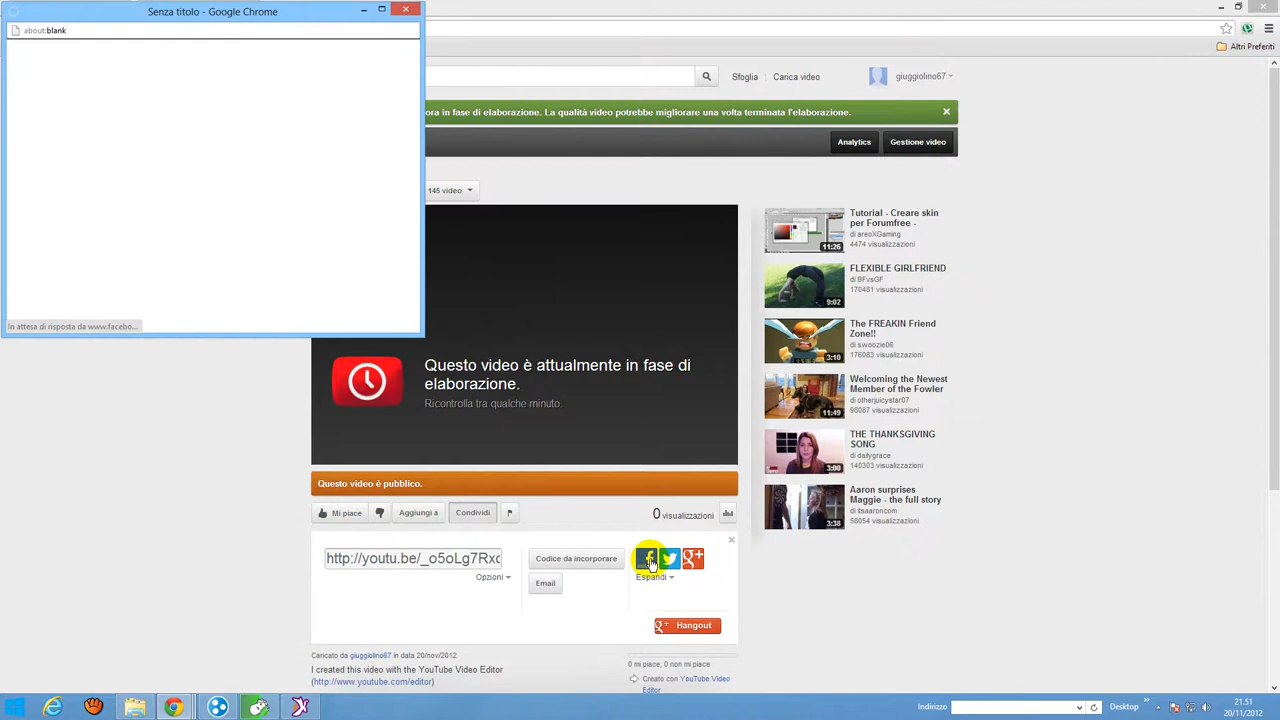 Senza titolo - Google Chrome
about:blank
Altri Preferiti
Sfoglia
Carica video
giuggiolino67
ora in fase di elaborazione. La qualità video potrebbe migliorare una volta terminata l'elaborazione.
Analytics
Gestione video
145 video
Tutorial - Creare skin
per Forumfree -
di areoXGaming
4474 visualizzazioni
11:26
FLEXIBLE GIRLFRIEND
di BFvsGF
170481 visualizzazioni
9:02
The FREAKIN Friend
Zone!!
di swoozie06
176083 visualizzazioni
3:10
Welcoming the Newest
Member of the Fowler
di otherjuicystar07
98087 visualizzazioni
11:49
THE THANKSGIVING
SONG
di dailygrace
140303 visualizzazioni
3:00
Aaron surprises
Maggie - the full story
di itsaaroncom
58054 visualizzazioni
3:38
In attesa di risposta da www.facebo...
Questo video è attualmente in fase di
elaborazione.
Ricontrolla tra qualche minuto.
Questo video è pubblico.
Mi piace
Aggiungi a
Condividi
0 visualizzazioni
http://youtu.be/_o5oLg7Rxc
Opzioni
Codice da incorporare
Email
Espandi
Hangout
Caricato da giuggiolino67 in data 20/nov/2012
I created this video with the YouTube Video Editor
(http://www.youtube.com/editor)
0 mi piace, 0 non mi piace
Creato con YouTube Video
Editor
Indirizzo
Desktop
21.51
20/11/2012